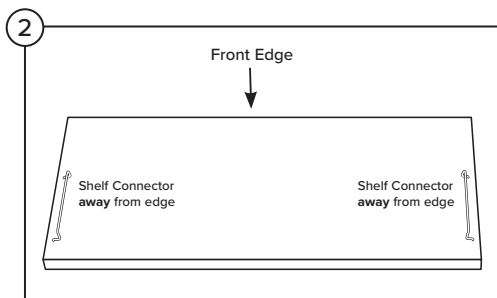 2
Front Edge
Shelf Connector
away from edge
Shelf Connector
away from edge